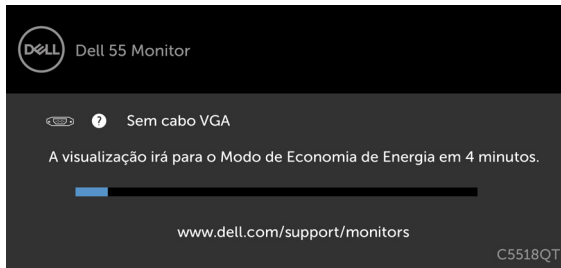 DELL
Dell 55 Monitor
Sem cabo VGA
A visualização irá para o Modo de Economia de Energia em 4 minutos.
www.dell.com/support/monitors
C5518QT